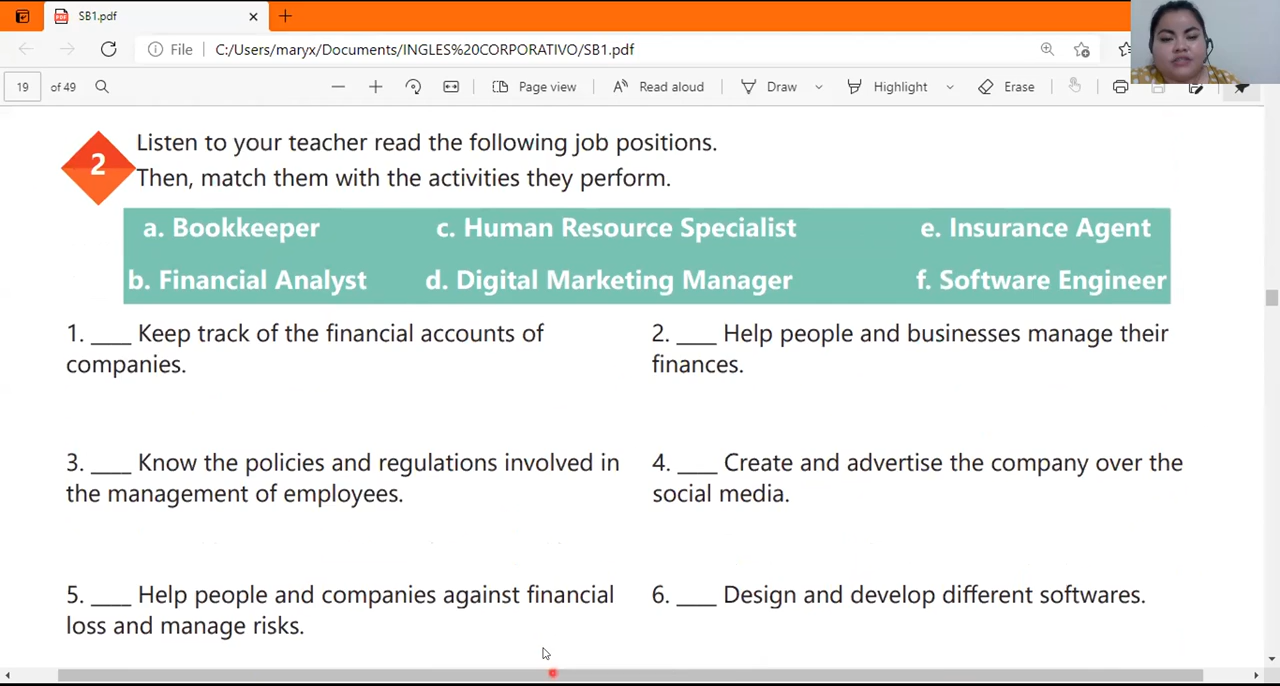 SB1.pdf
File C:/Users/maryx/Documents/INGLES%20CORPORATIVO/SB1.pdf
19 of 49 Page view Read aloud Draw Highlight Erase
2
Listen to your teacher read the following job positions.
Then, match them with the activities they perform.
a. Bookkeeper c. Human Resource Specialist e. Insurance Agent
b. Financial Analyst d. Digital Marketing Manager f. Software Engineer
1. ____ Keep track of the financial accounts of
companies.
2. ____ Help people and businesses manage their
finances.
3. ____ Know the policies and regulations involved in
the management of employees.
4. ____ Create and advertise the company over the
social media.
5. ____ Help people and companies against financial
loss and manage risks.
6. ____ Design and develop different softwares.